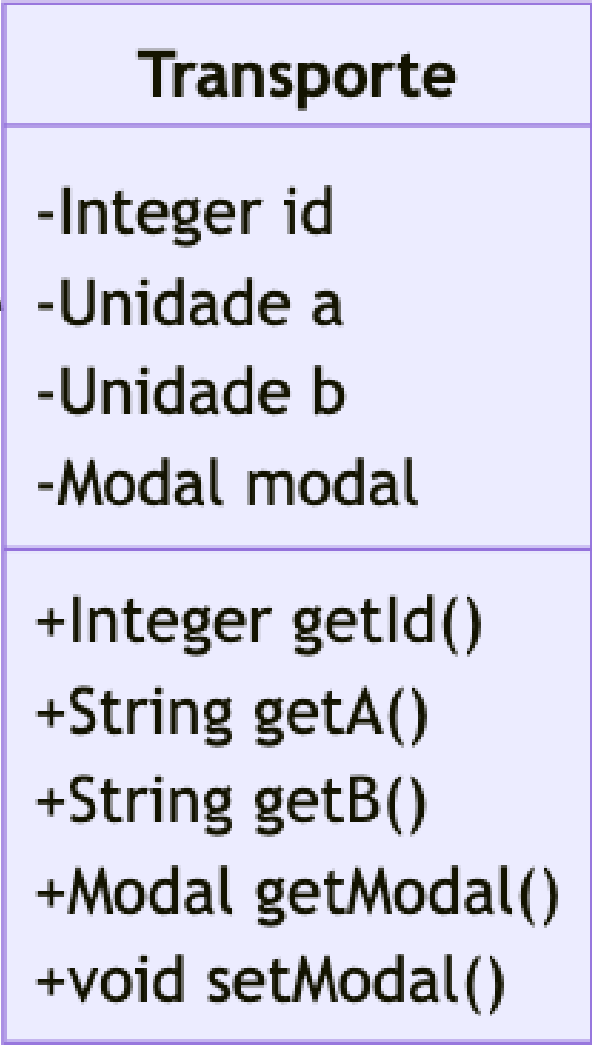 Transporte
-Integer id
-Unidade a
-Unidade b
-Modal modal
+Integer getId()
+String getA()
+String getB()
+Modal getModal()
+void setModal()